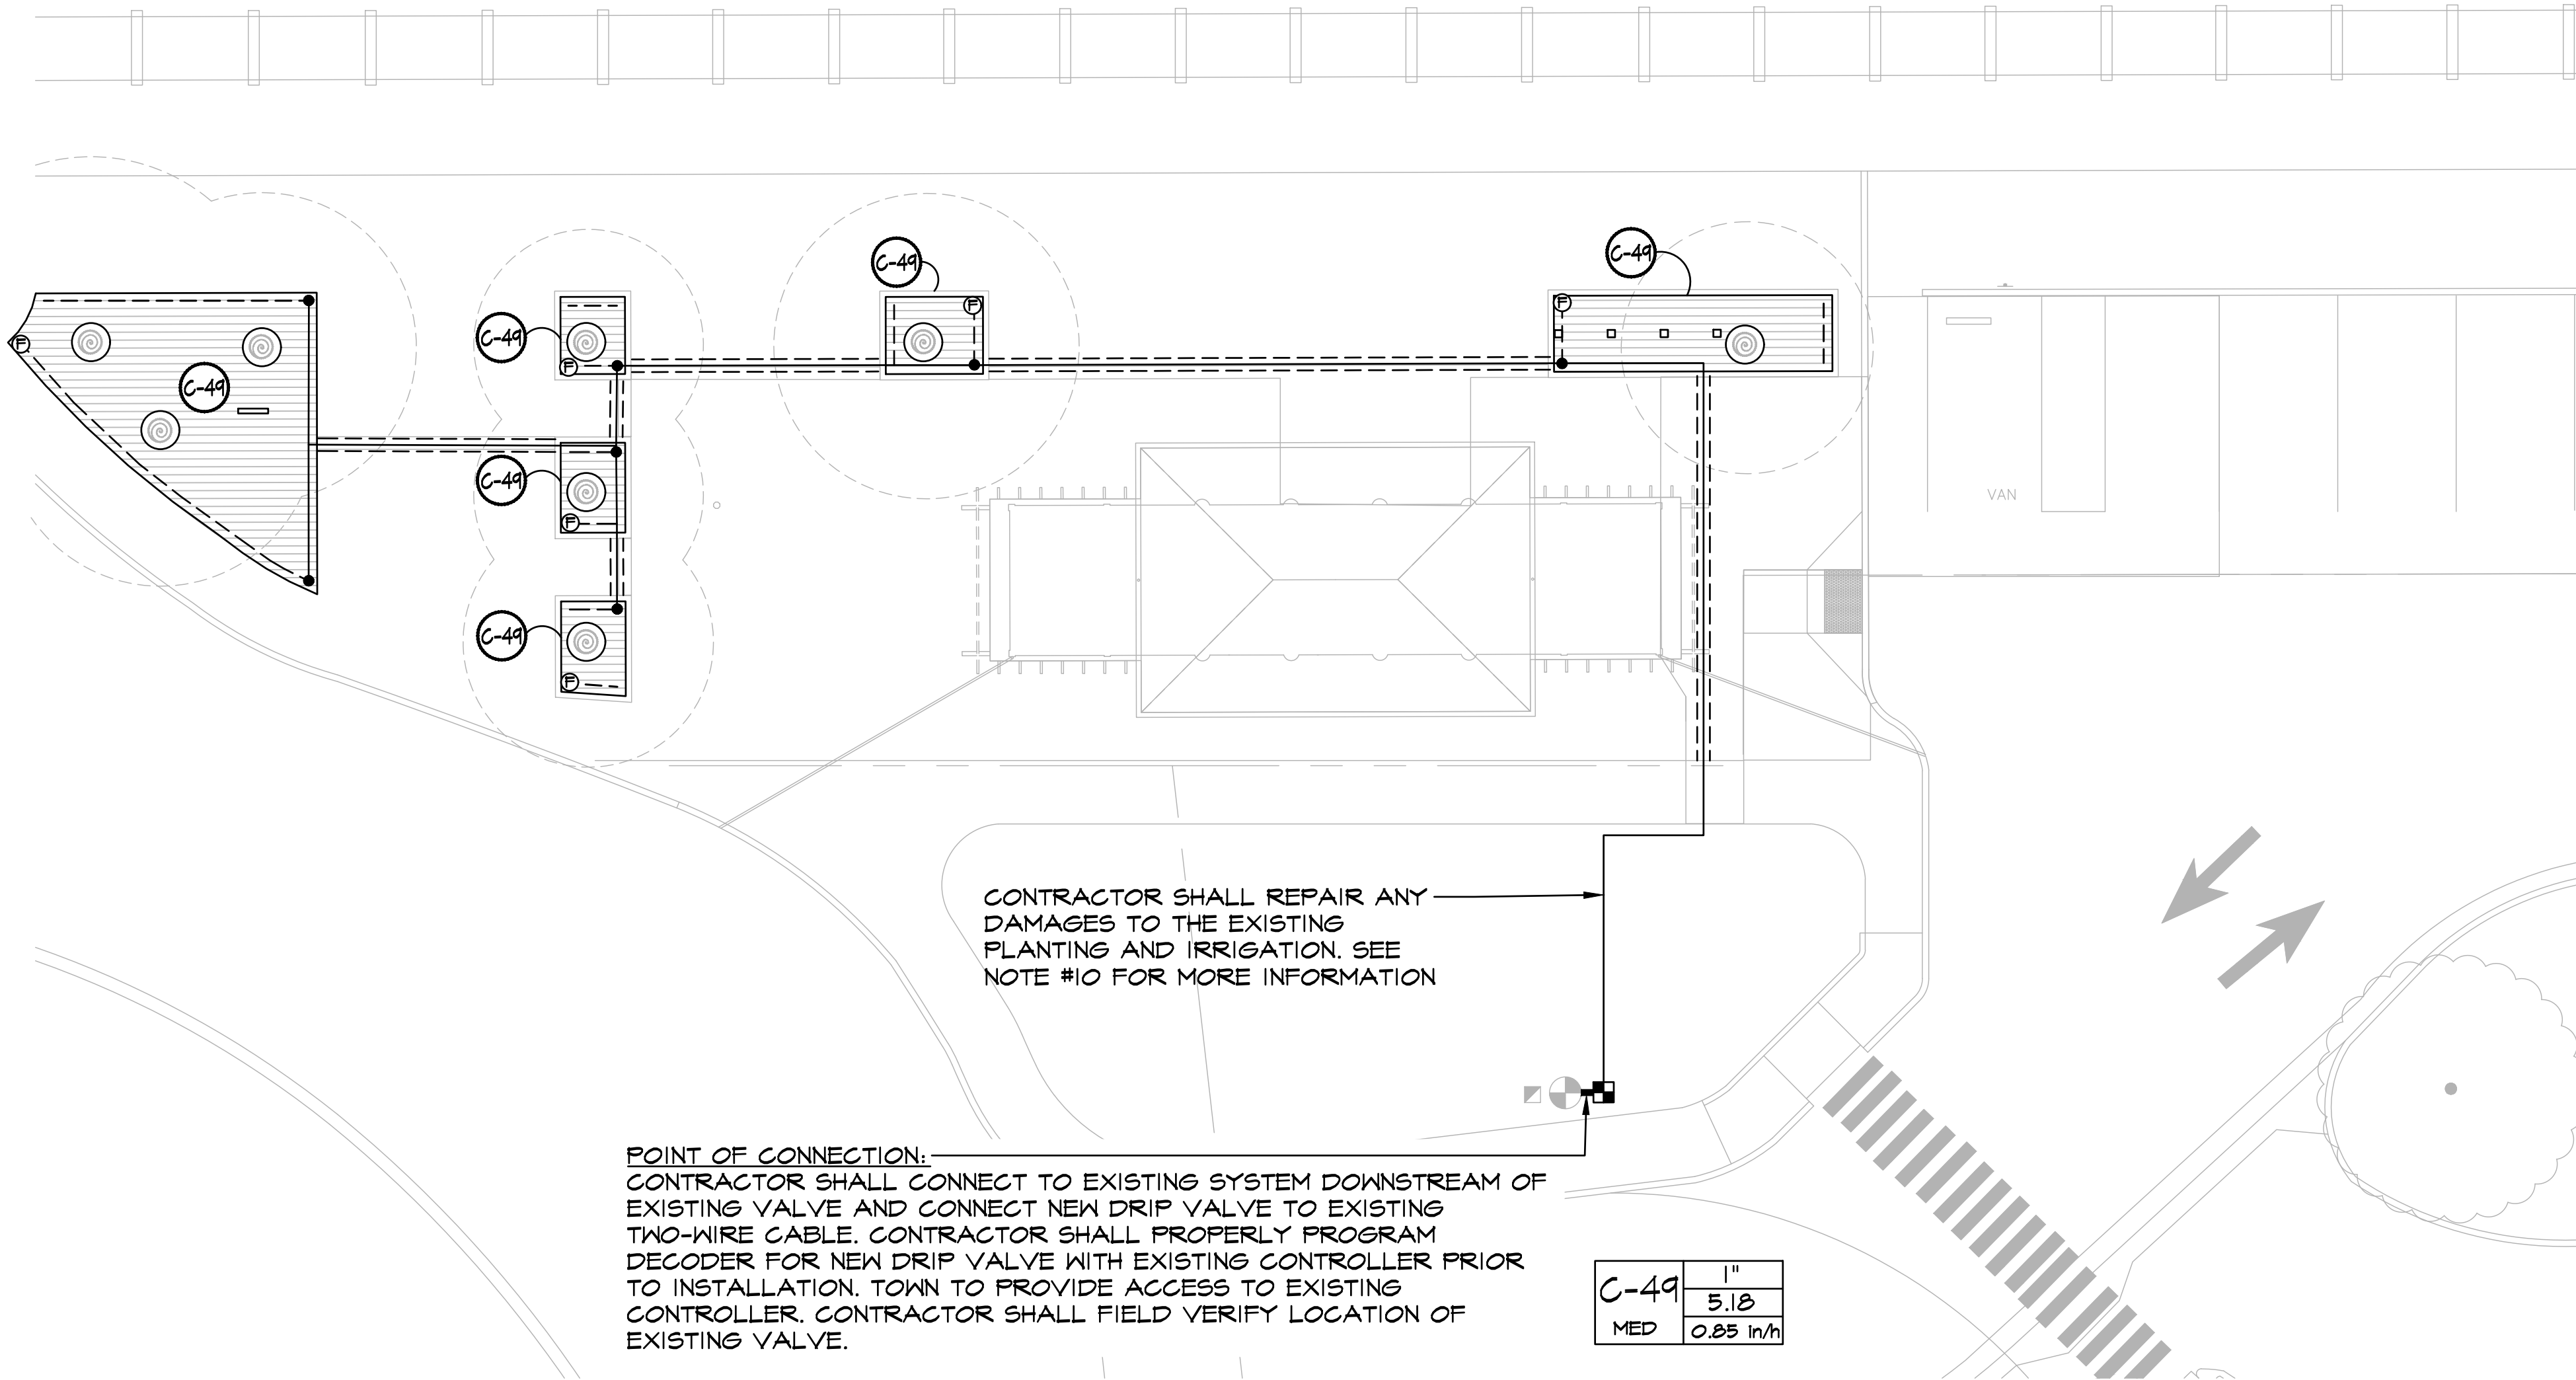 C-49
C-49
F
F
C-49
F
C-49
F
C-49
F
C-49
F
VAN
C-49
F
CONTRACTOR SHALL REPAIR ANY
DAMAGES TO THE EXISTING
PLANTING AND IRRIGATION. SEE
NOTE #10 FOR MORE INFORMATION
POINT OF CONNECTION:
CONTRACTOR SHALL CONNECT TO EXISTING SYSTEM DOWNSTREAM OF
EXISTING VALVE AND CONNECT NEW DRIP VALVE TO EXISTING
TWO-WIRE CABLE. CONTRACTOR SHALL PROPERLY PROGRAM
DECODER FOR NEW DRIP VALVE WITH EXISTING CONTROLLER PRIOR
TO INSTALLATION. TOWN TO PROVIDE ACCESS TO EXISTING
CONTROLLER. CONTRACTOR SHALL FIELD VERIFY LOCATION OF
EXISTING VALVE.
C-49
MED
1"
5.18
0.85 in/h